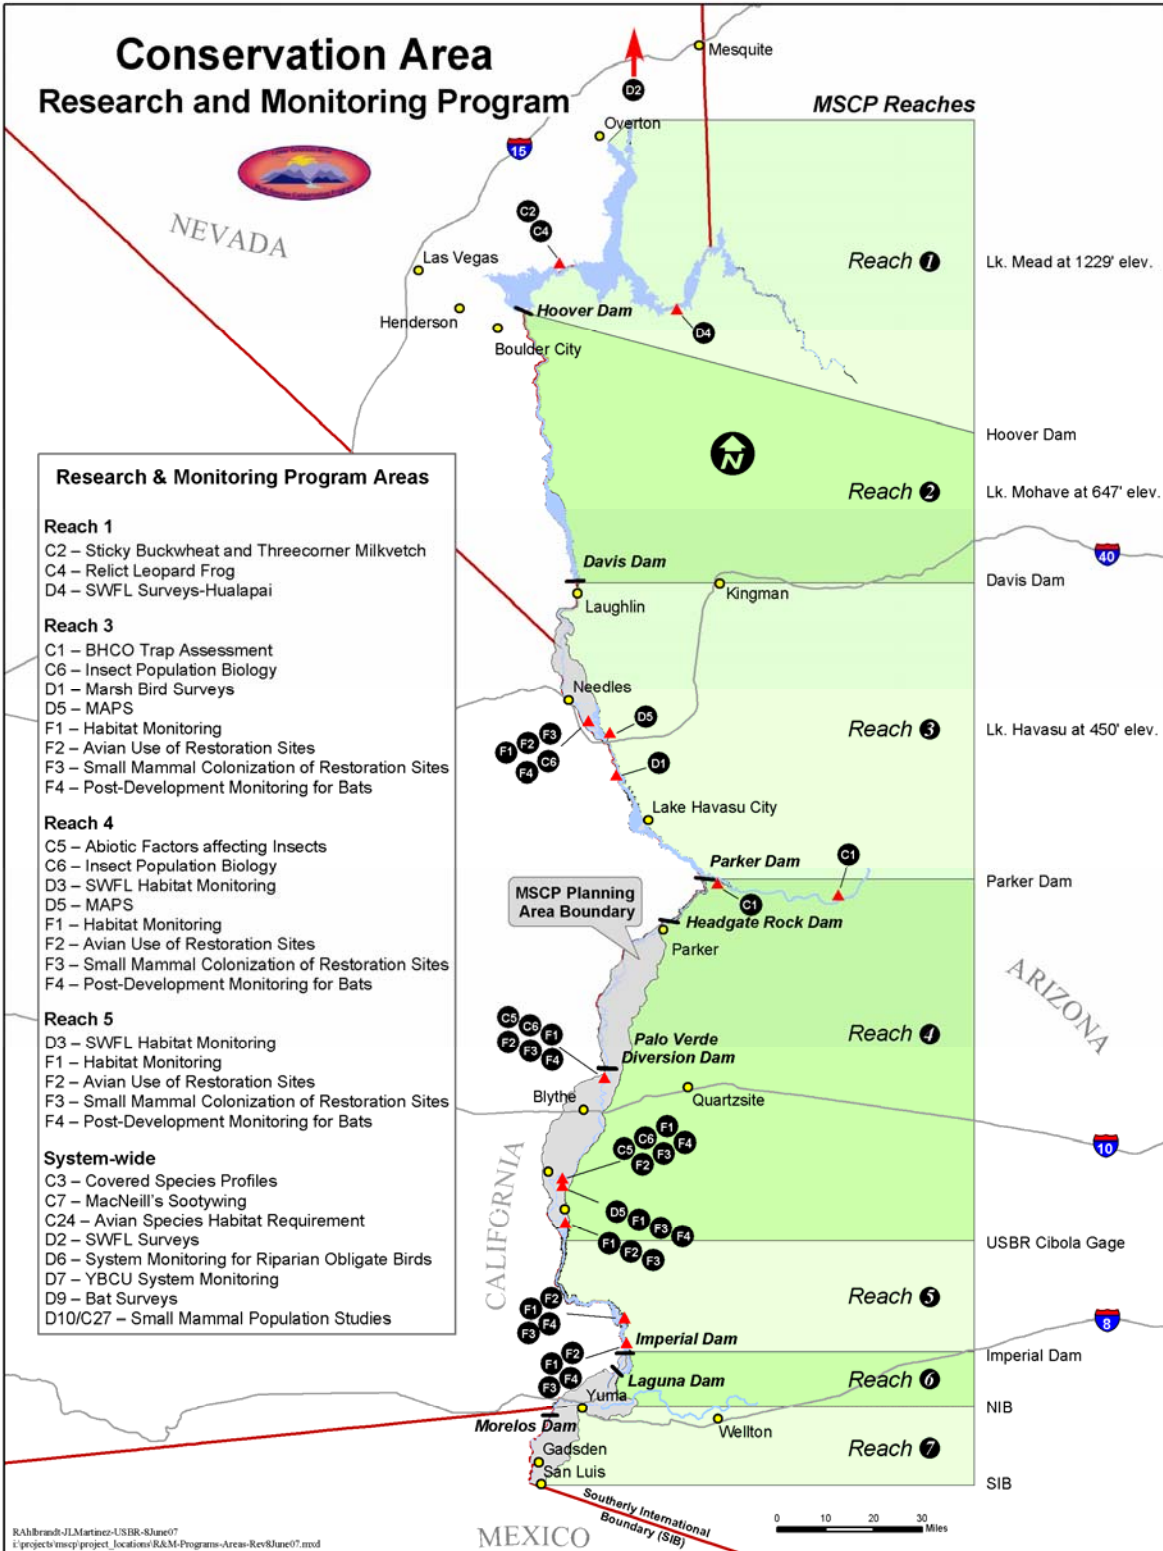 Conservation Area
Research and Monitoring Program
MSCP Reaches
Mesquite
D2
Overton
15
NEVADA
C2
C4
Las Vegas
Reach 1
Lk. Mead at 1229' elev.
Henderson
Hoover Dam
D4
Boulder City
Hoover Dam
N
Reach 2
Lk. Mohave at 647' elev.
40
Davis Dam
Davis Dam
Laughlin
Kingman
Needles
D5
F1 F2 F3
F4 C6
Reach 3
Lk. Havasu at 450' elev.
D1
Lake Havasu City
Parker Dam
C1
Parker Dam
C1
MSCP Planning
Area Boundary
Headgate Rock Dam
Parker
ARIZONA
C5 C6 F1
F2 F3 F4
Palo Verde
Diversion Dam
Reach 4
Blythe
Quartzsite
10
C5 C6 F1
F2 F3 F4
CALIFORNIA
D5 F1 F3 F4
F1 F2 F3
USBR Cibola Gage
Reach 5
F1 F2
F3 F4
8
Imperial Dam
Imperial Dam
F1 F2
F3 F4
Laguna Dam
Reach 6
Yuma
NIB
Morelos Dam
Wellton
Gadsden
Reach 7
San Luis
SIB
Southerly International
Boundary (SIB)
MEXICO
0 10 20 30
Miles
Research & Monitoring Program Areas
Reach 1
C2 – Sticky Buckwheat and Threecorner Milkvetch
C4 – Relict Leopard Frog
D4 – SWFL Surveys-Hualapai
Reach 3
C1 – BHCO Trap Assessment
C6 – Insect Population Biology
D1 – Marsh Bird Surveys
D5 – MAPS
F1 – Habitat Monitoring
F2 – Avian Use of Restoration Sites
F3 – Small Mammal Colonization of Restoration Sites
F4 – Post-Development Monitoring for Bats
Reach 4
C5 – Abiotic Factors affecting Insects
C6 – Insect Population Biology
D3 – SWFL Habitat Monitoring
D5 – MAPS
F1 – Habitat Monitoring
F2 – Avian Use of Restoration Sites
F3 – Small Mammal Colonization of Restoration Sites
F4 – Post-Development Monitoring for Bats
Reach 5
D3 – SWFL Habitat Monitoring
F1 – Habitat Monitoring
F2 – Avian Use of Restoration Sites
F3 – Small Mammal Colonization of Restoration Sites
F4 – Post-Development Monitoring for Bats
System-wide
C3 – Covered Species Profiles
C7 – MacNeill's Sootywing
C24 – Avian Species Habitat Requirement
D2 – SWFL Surveys
D6 – System Monitoring for Riparian Obligate Birds
D7 – YBCU System Monitoring
D9 – Bat Surveys
D10/C27 – Small Mammal Population Studies
RAhlbrandt-JLMartinez-USBR-8June07
i:\projects\mscp\project_locations\R&M-Programs-Areas-Rev8June07.mxd